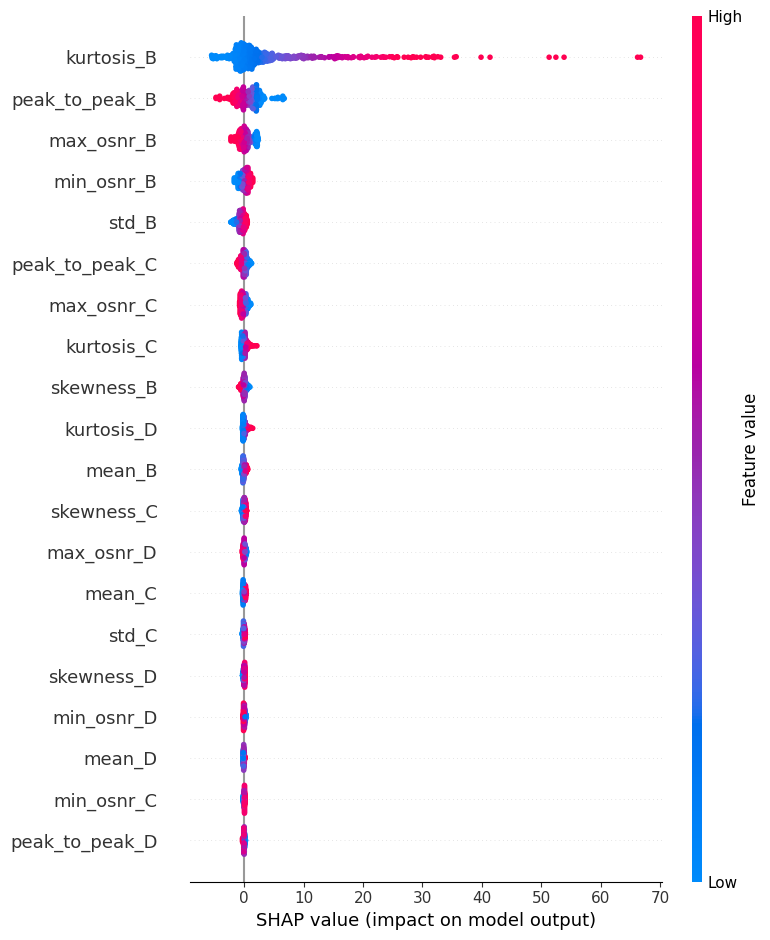 High
kurtosis_B
peak_to_peak_B
max_osnr_B
min_osnr_B
std_B
peak_to_peak_C
max_osnr_C
kurtosis_C
skewness_B
kurtosis_D
mean_B
skewness_C
max_osnr_D
mean_C
std_C
skewness_D
min_osnr_D
mean_D
min_osnr_C
peak_to_peak_D
Feature value
Low
0 10 20 30 40 50 60 70
SHAP value (impact on model output)